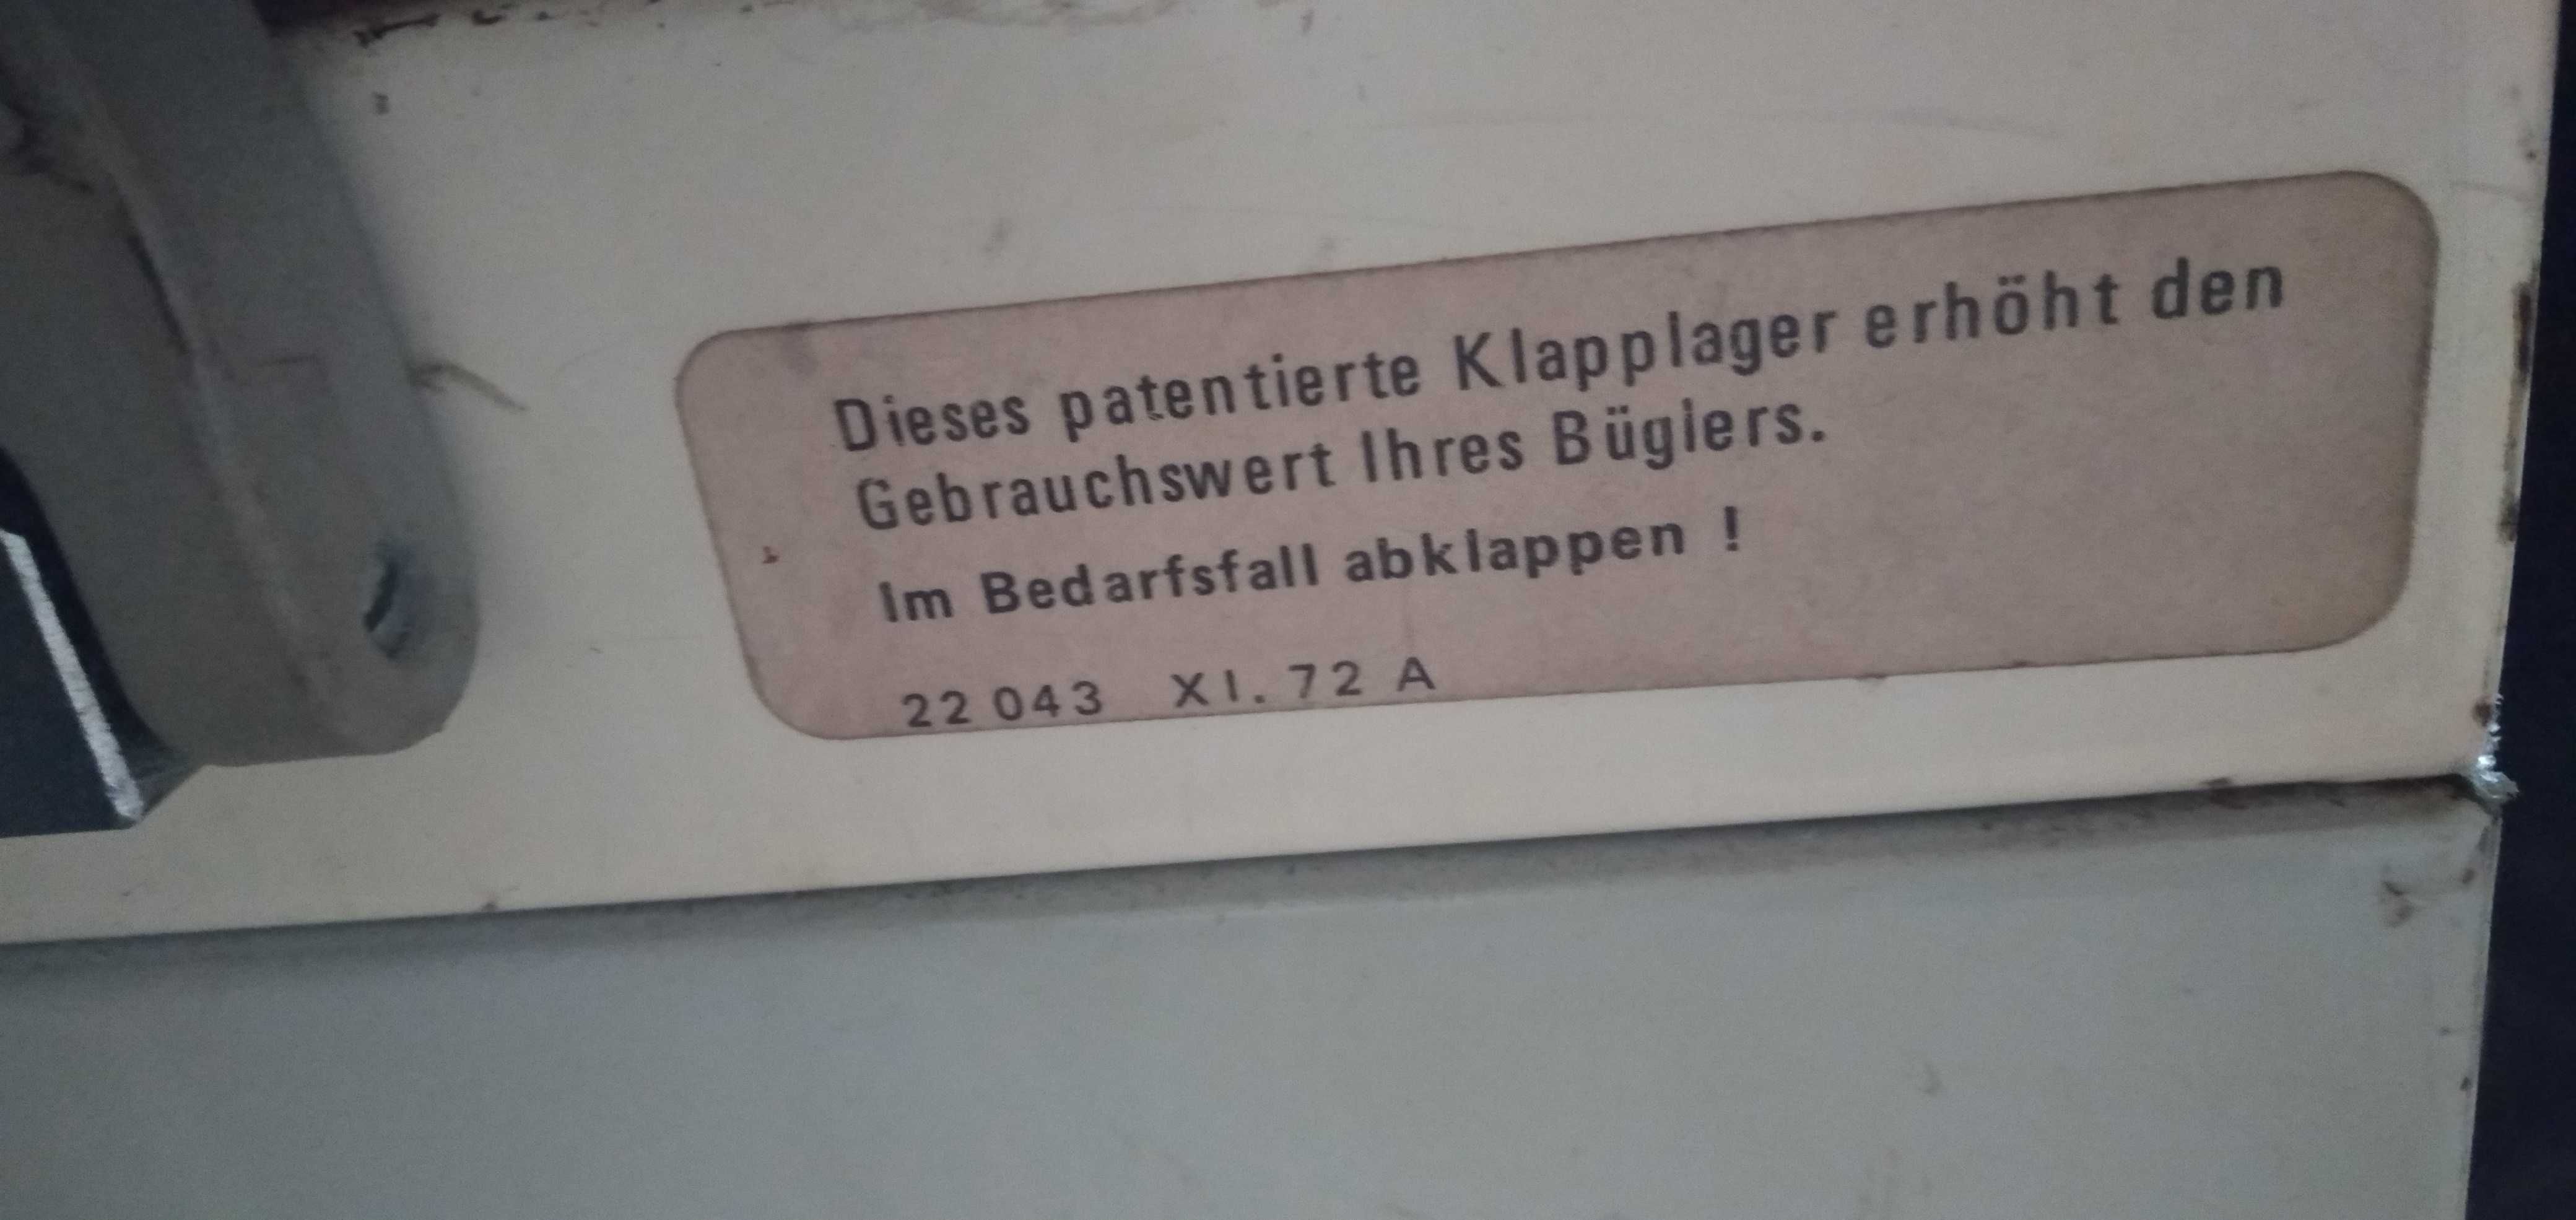 Dieses patentierte Klapplager erhöht den
Gebrauchswert Ihres Büglers.
Im Bedarfsfall abklappen !
22 043 XI. 72 A